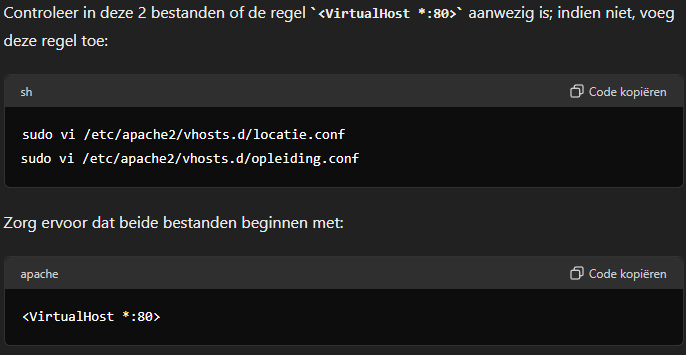 Controleer in deze 2 bestanden of de regel `<VirtualHost *:80>` aanwezig is; indien niet, voeg
deze regel toe:
sh
Code kopiëren
sudo vi /etc/apache2/vhosts.d/locatie.conf
sudo vi /etc/apache2/vhosts.d/opleiding.conf
Zorg ervoor dat beide bestanden beginnen met:
apache
Code kopiëren
<VirtualHost *:80>